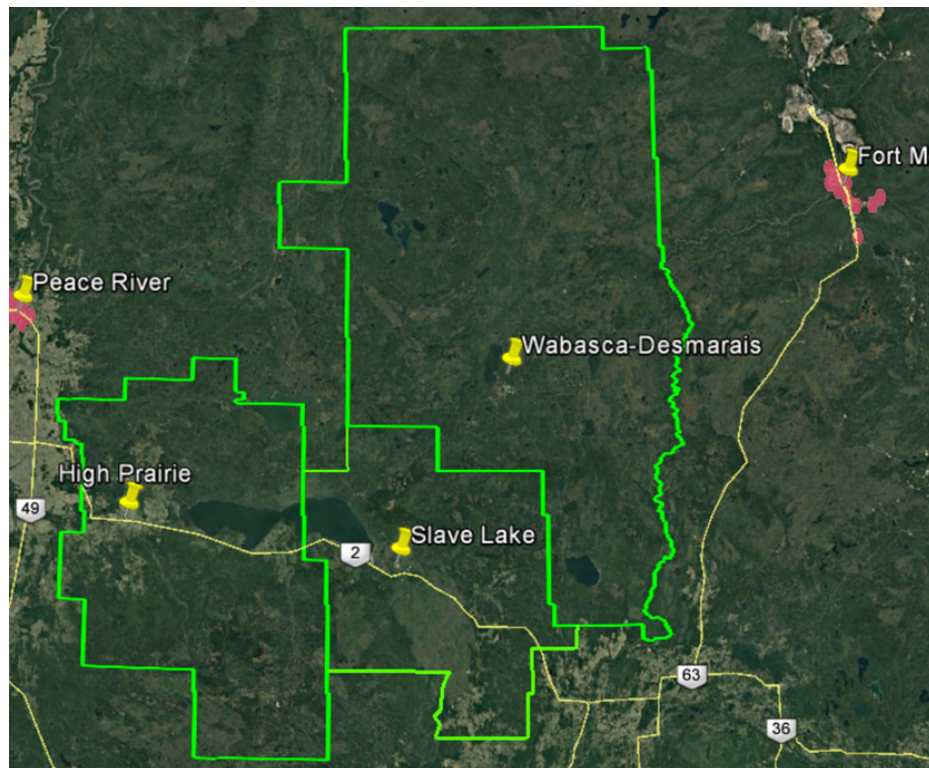 Fort M
Peace River
Wabasca-Desmarais
High Prairie
49
Slave Lake
2
63
36